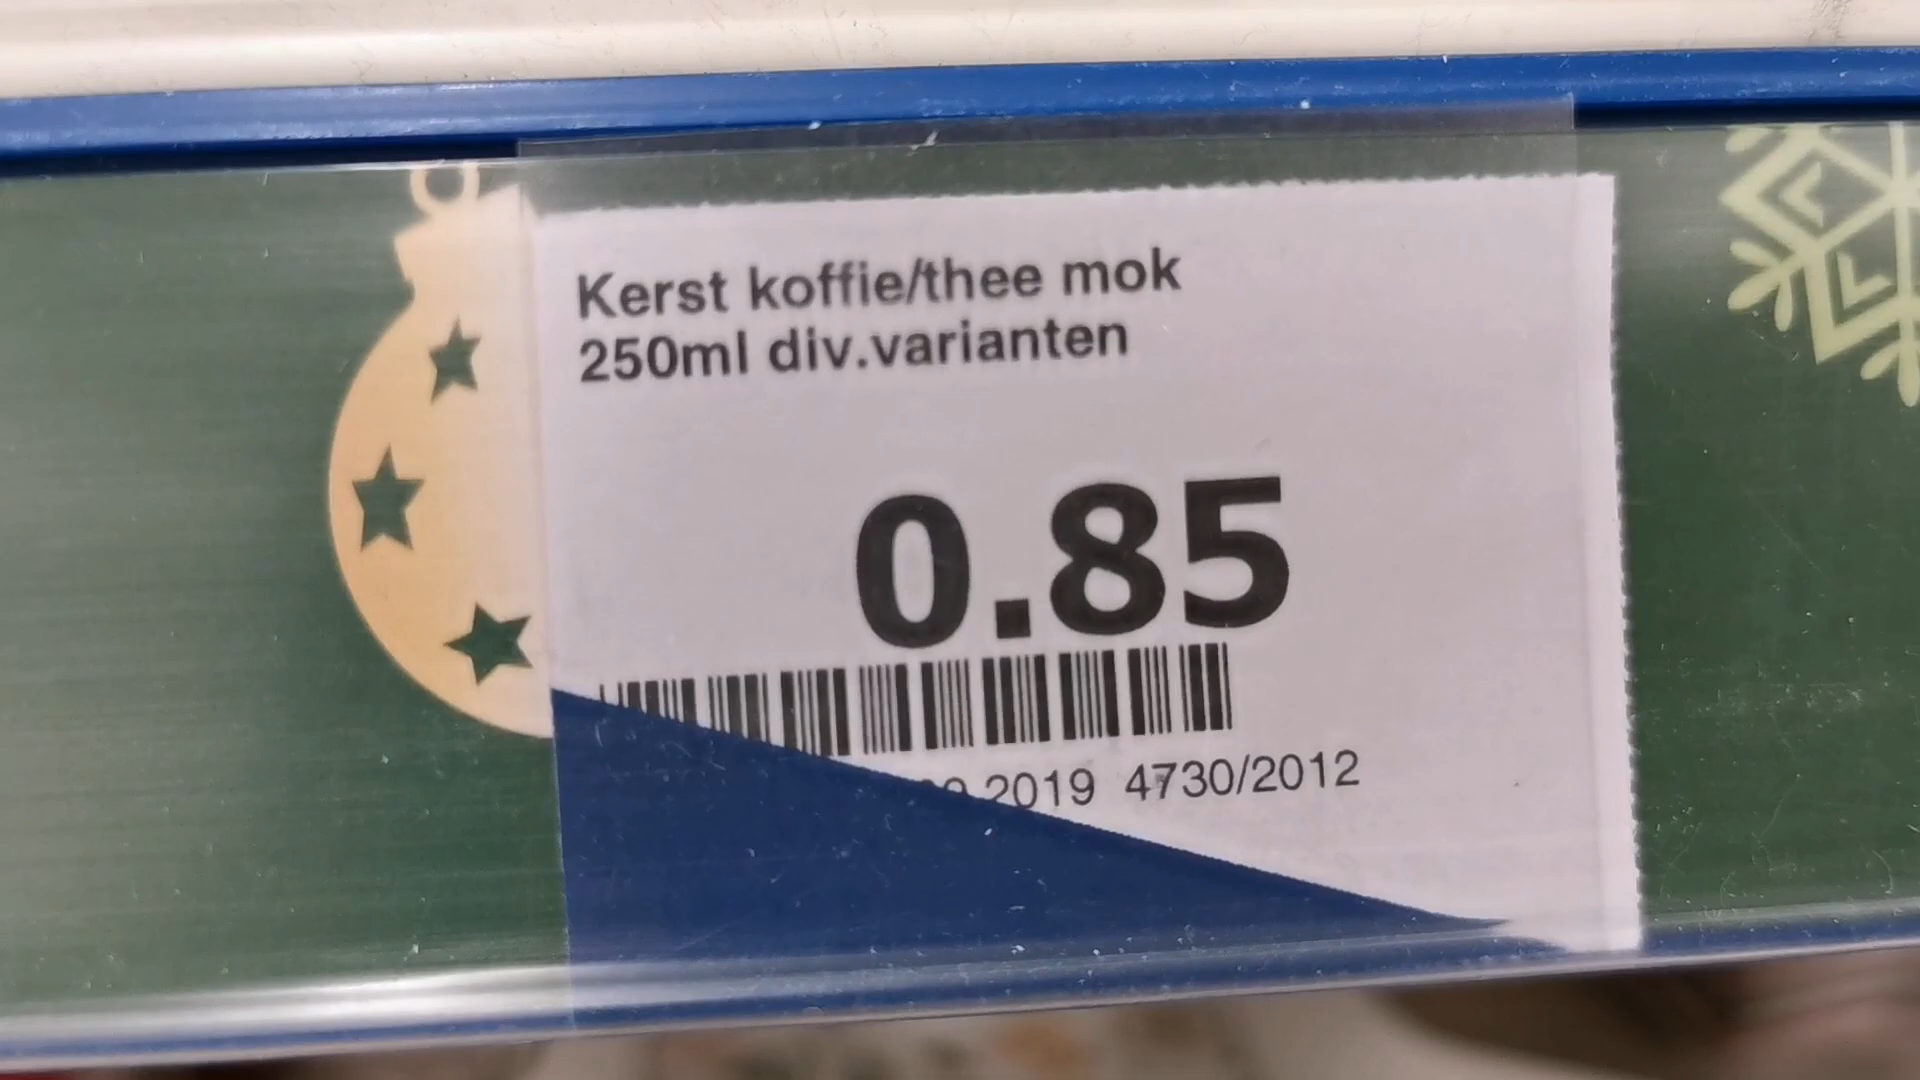 Kerst koffie/thee mok
250ml div.varianten
0.85
2019 4730/2012